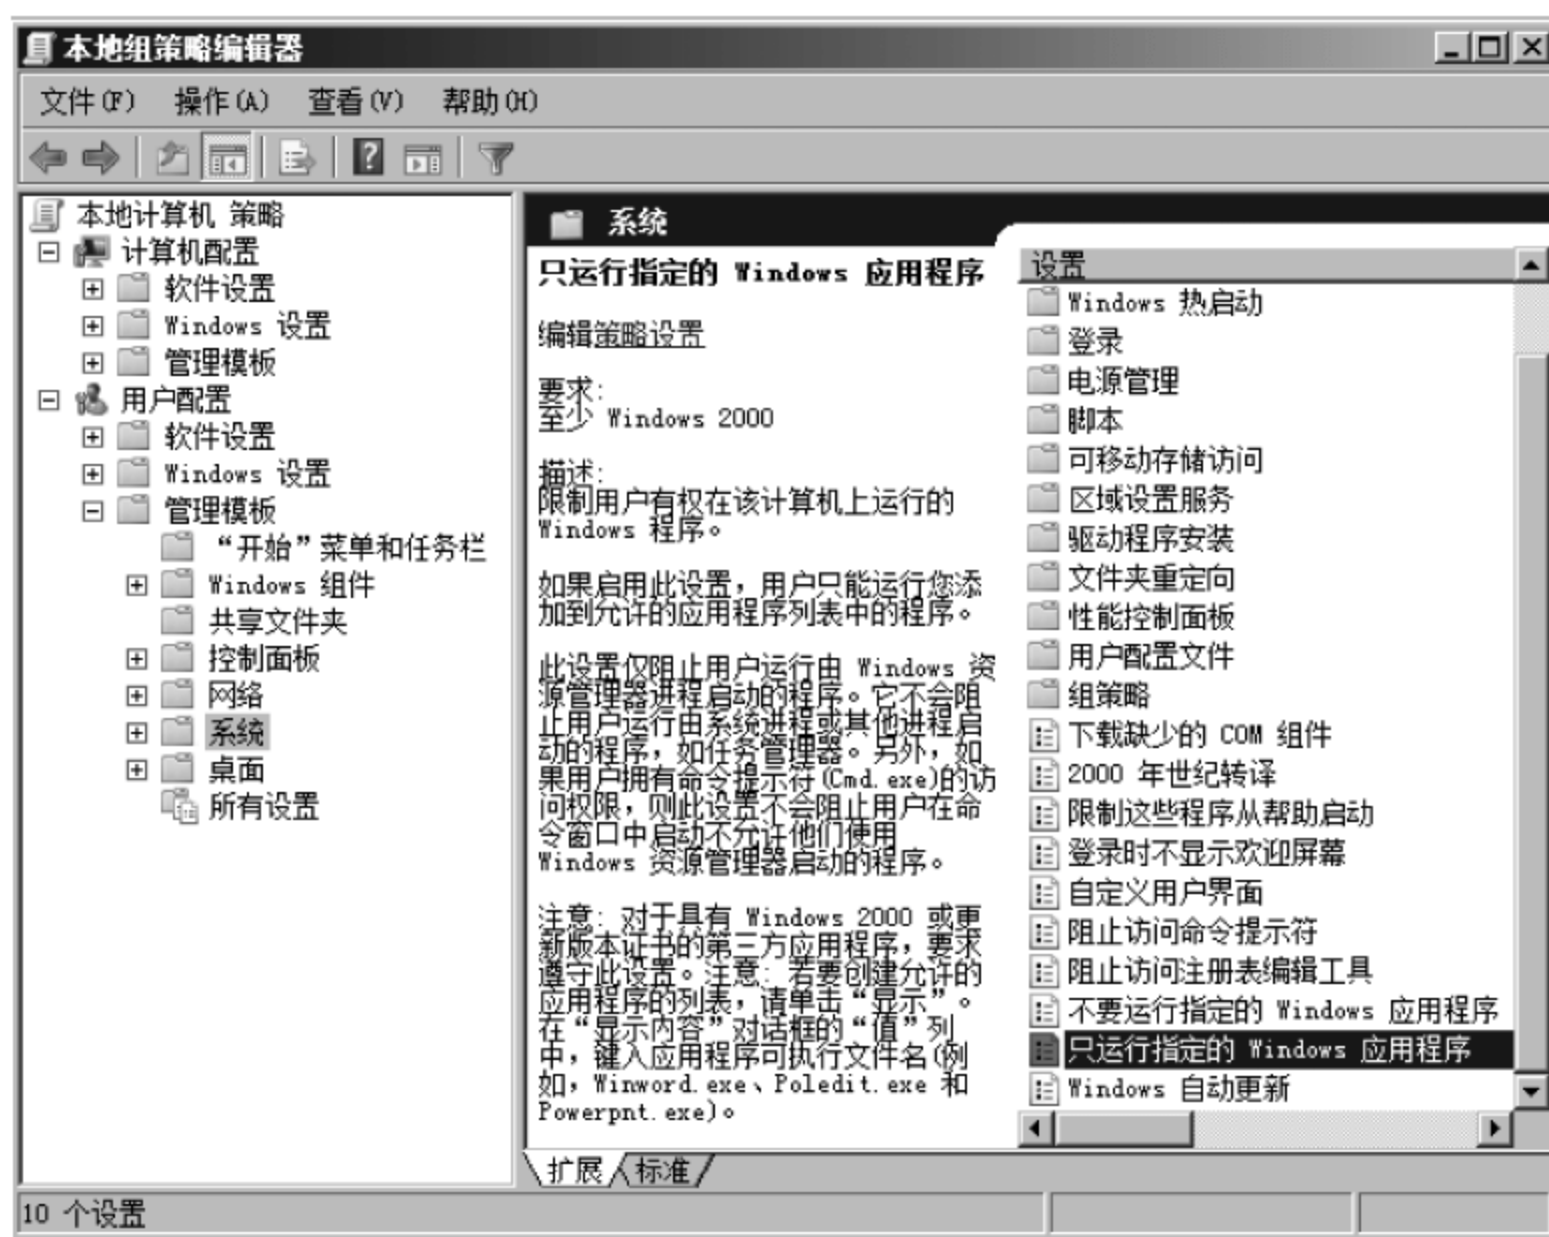 本地组策略编辑器
文件(F) 操作(A) 查看(V) 帮助(H)
本地计算机 策略
计算机配置
软件设置
Windows 设置
管理模板
用户配置
软件设置
Windows 设置
管理模板
“开始”菜单和任务栏
Windows 组件
共享文件夹
控制面板
网络
系统
桌面
所有设置
系统
只运行指定的 Windows 应用程序
编辑策略设置
要求:
至少 Windows 2000
描述:
限制用户有权在该计算机上运行的
Windows 程序。
如果启用此设置，用户只能运行您添
加到允许的应用程序列表中的程序。
此设置仅阻止用户运行由 Windows 资
源管理器进程启动的程序。它不会阻
止用户运行由系统进程或其他进程启
动的程序，如任务管理器。另外，如
果用户拥有命令提示符(Cmd.exe)的访
问权限，则此设置不会阻止用户在命
令窗口中启动不允许他们使用
Windows 资源管理器启动的程序。
注意: 对于具有 Windows 2000 或更
新版本证书的第三方应用程序，要求
遵守此设置。注意: 若要创建允许的
应用程序的列表，请单击“显示”。
在“显示内容”对话框的“值”列
中，键入应用程序可执行文件名(例
如，Winword.exe、Poledit.exe 和
Powerpnt.exe)。
设置
Windows 热启动
登录
电源管理
脚本
可移动存储访问
区域设置服务
驱动程序安装
文件夹重定向
性能控制面板
用户配置文件
组策略
下载缺少的 COM 组件
2000 年世纪转译
限制这些程序从帮助启动
登录时不显示欢迎屏幕
自定义用户界面
阻止访问命令提示符
阻止访问注册表编辑工具
不要运行指定的 Windows 应用程序
只运行指定的 Windows 应用程序
Windows 自动更新
扩展 标准
10 个设置